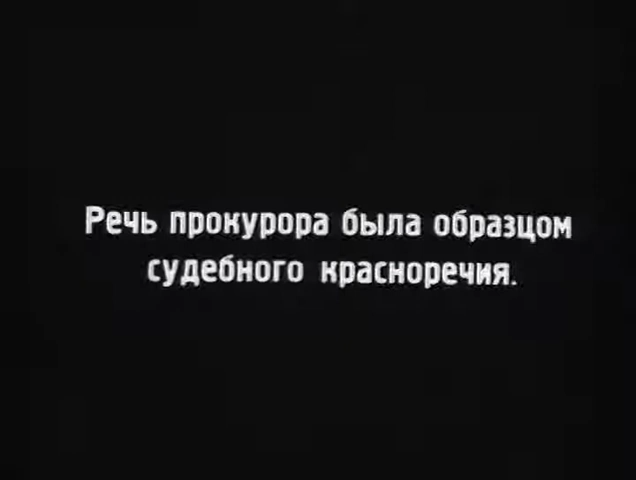 Речь прокурора была образцом
судебного красноречия.